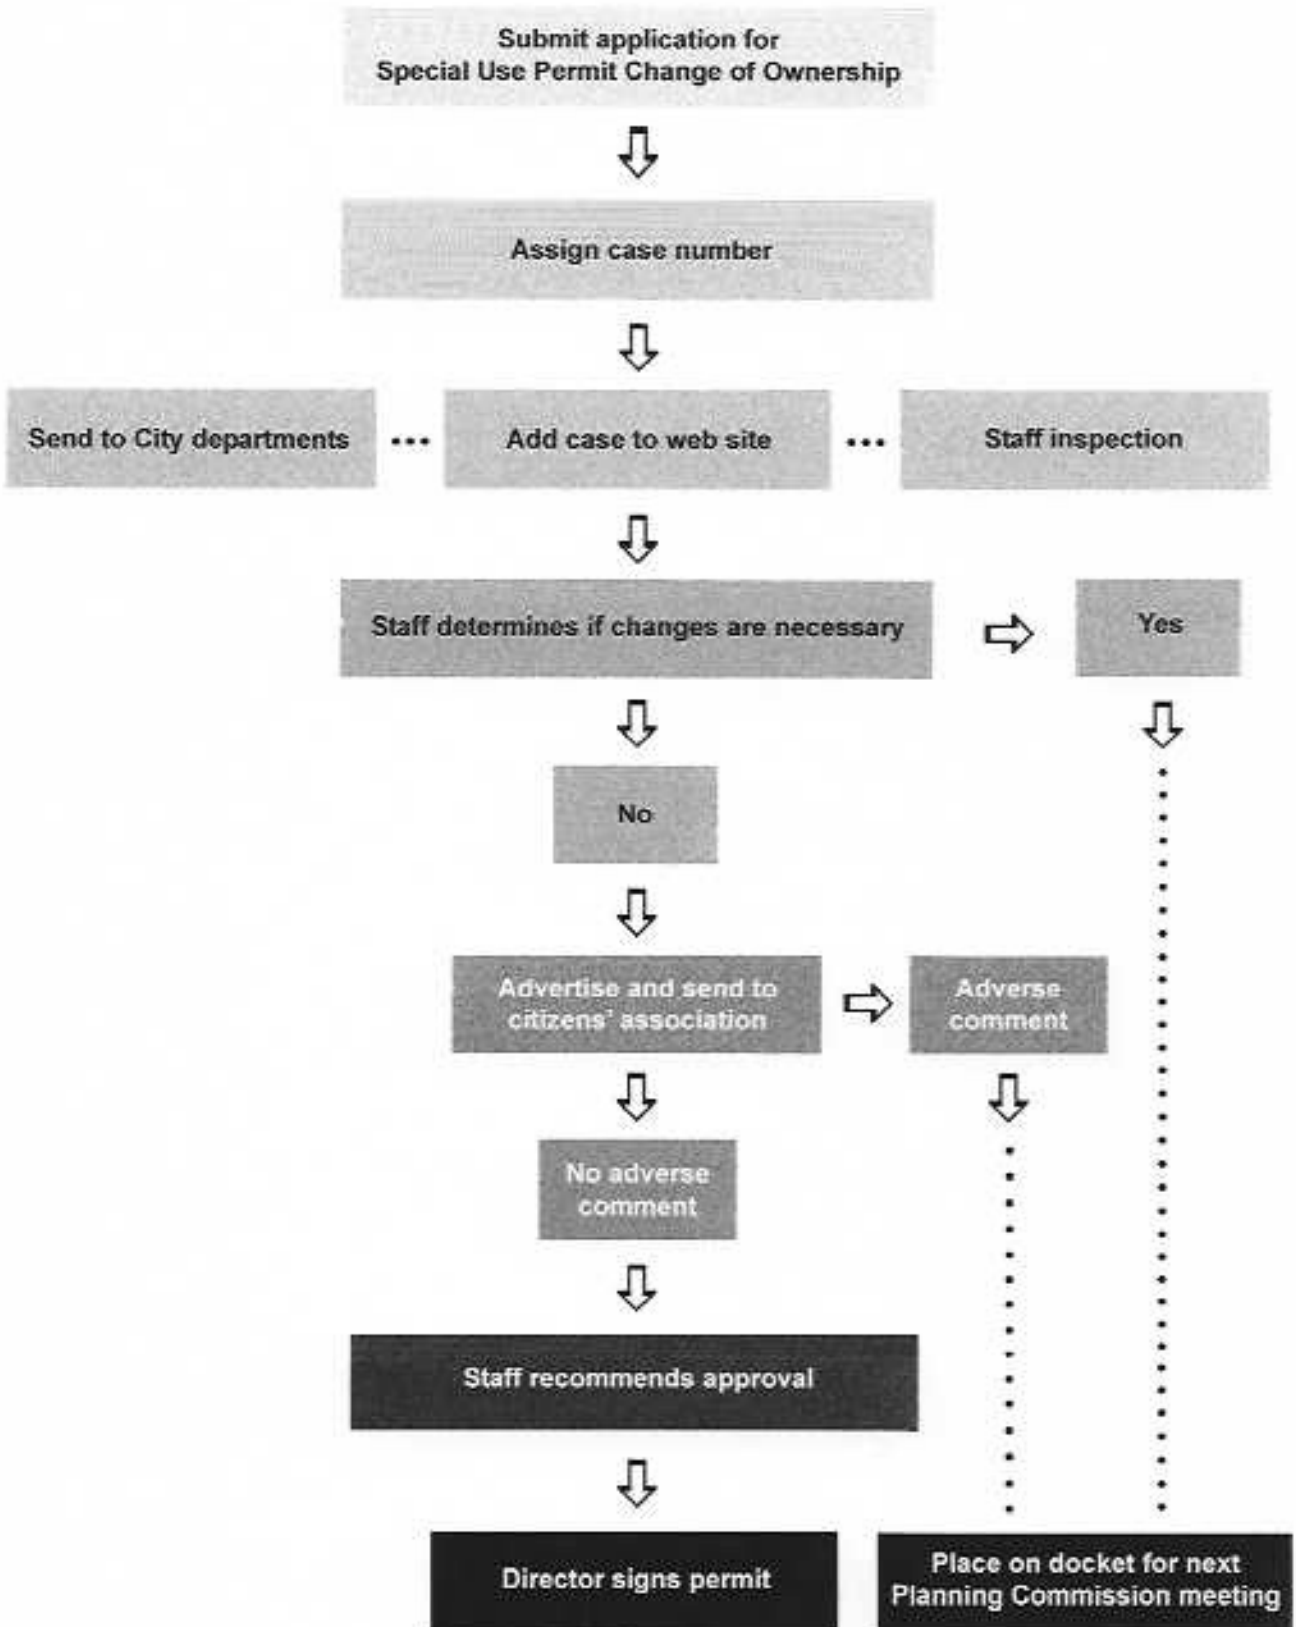 Submit application for
Special Use Permit Change of Ownership
Assign case number
Send to City departments ••• Add case to web site ••• Staff inspection
Staff determines if changes are necessary
Yes
No
Advertise and send to
citizens' association
Adverse
comment
No adverse
comment
Staff recommends approval
Director signs permit
Place on docket for next
Planning Commission meeting